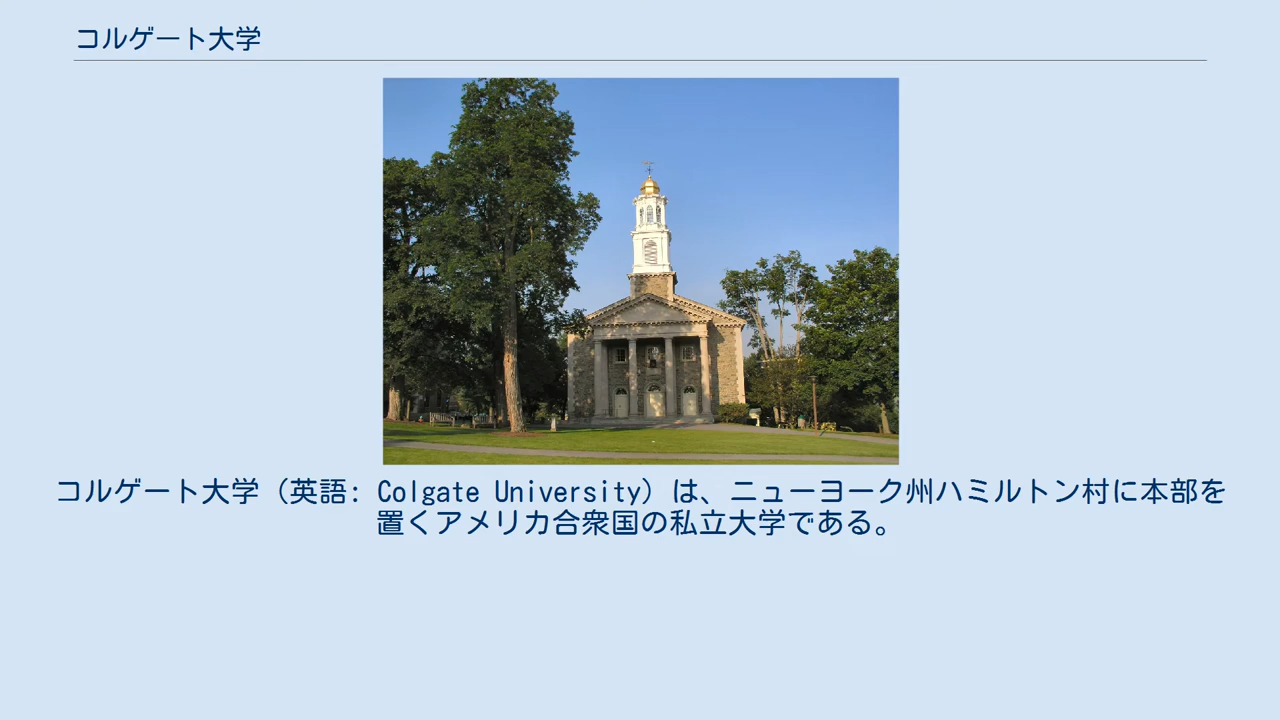 コルゲート大学
コルゲート大学（英語: Colgate University）は、ニューヨーク州ハミルトン村に本部を
置くアメリカ合衆国の私立大学である。